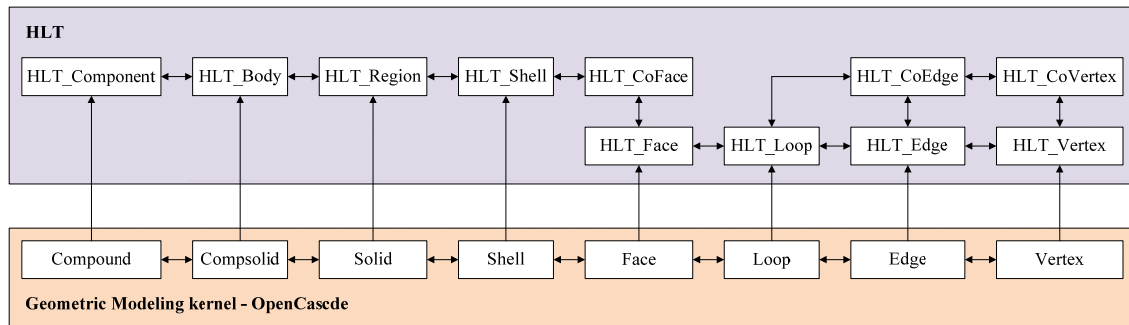 HLT
HLT_Component HLT_Body HLT_Region HLT_Shell HLT_CoFace HLT_CoEdge HLT_CoVertex
HLT_Face HLT_Loop HLT_Edge HLT_Vertex
Compound Compsolid Solid Shell Face Loop Edge Vertex
Geometric Modeling kernel - OpenCascde